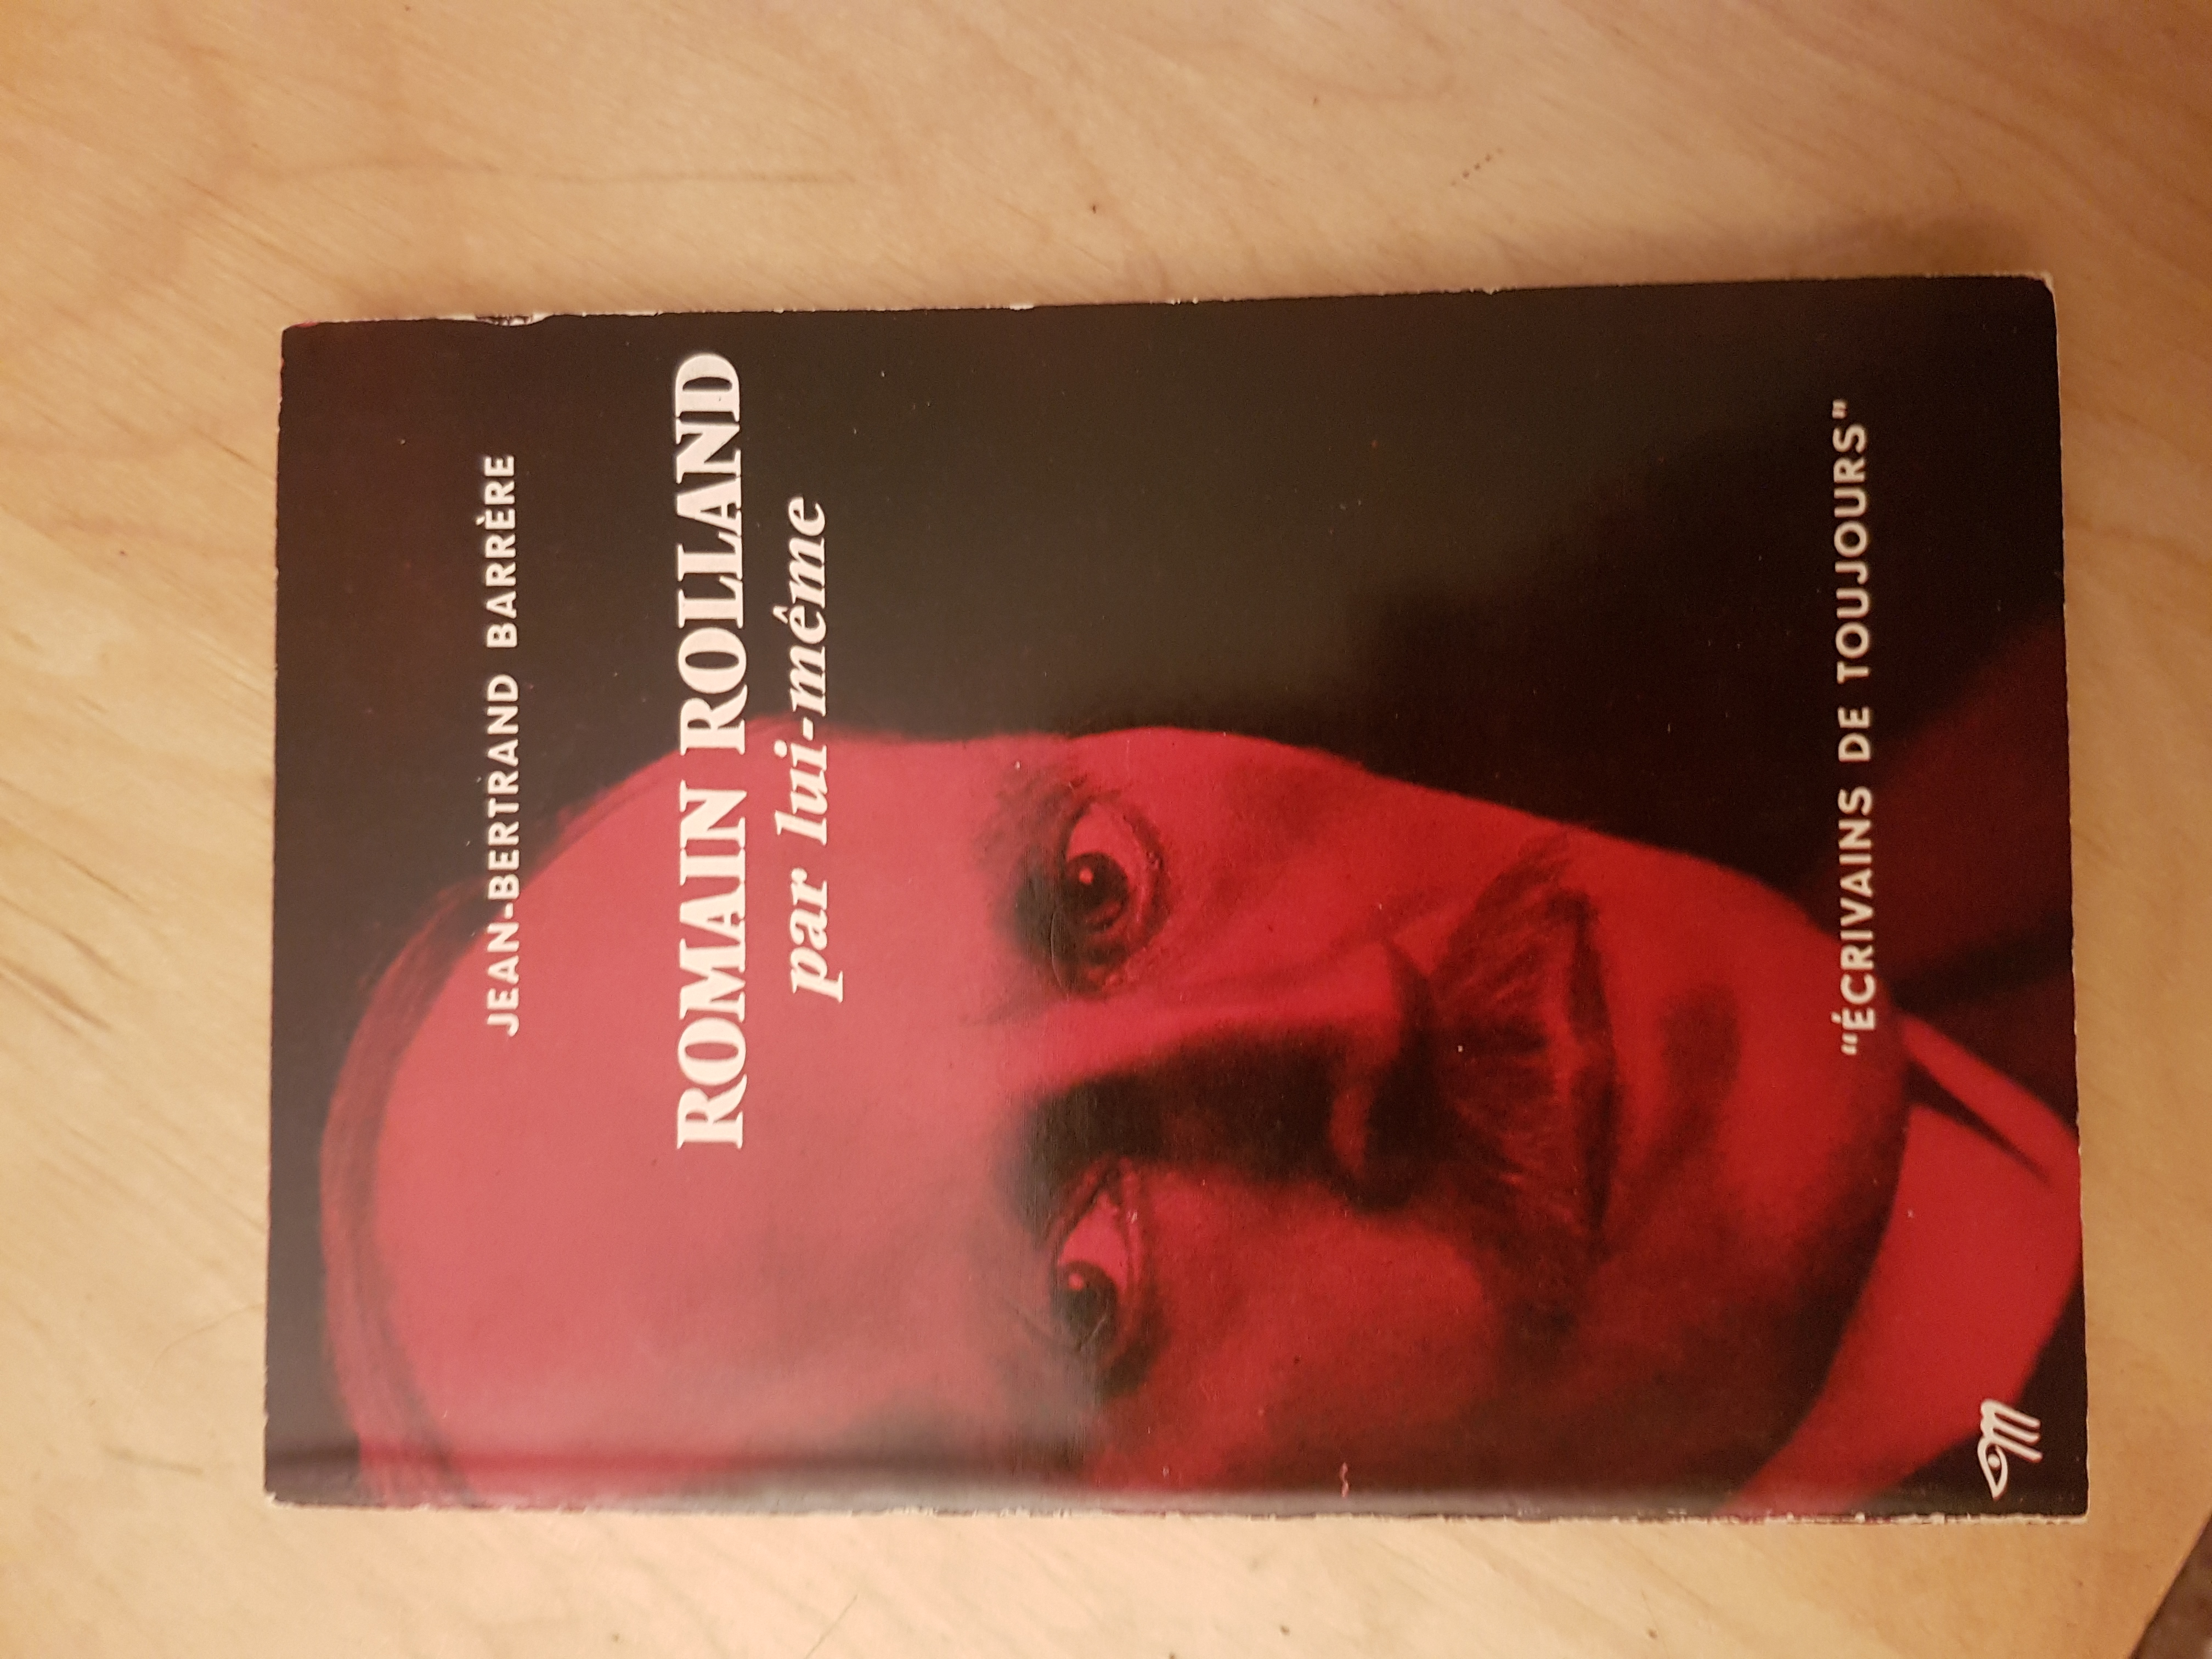 JEAN-BERTRAND BARRÈRE
ROMAIN ROLLAND
par lui-même
"ÉCRIVAINS DE TOUJOURS"